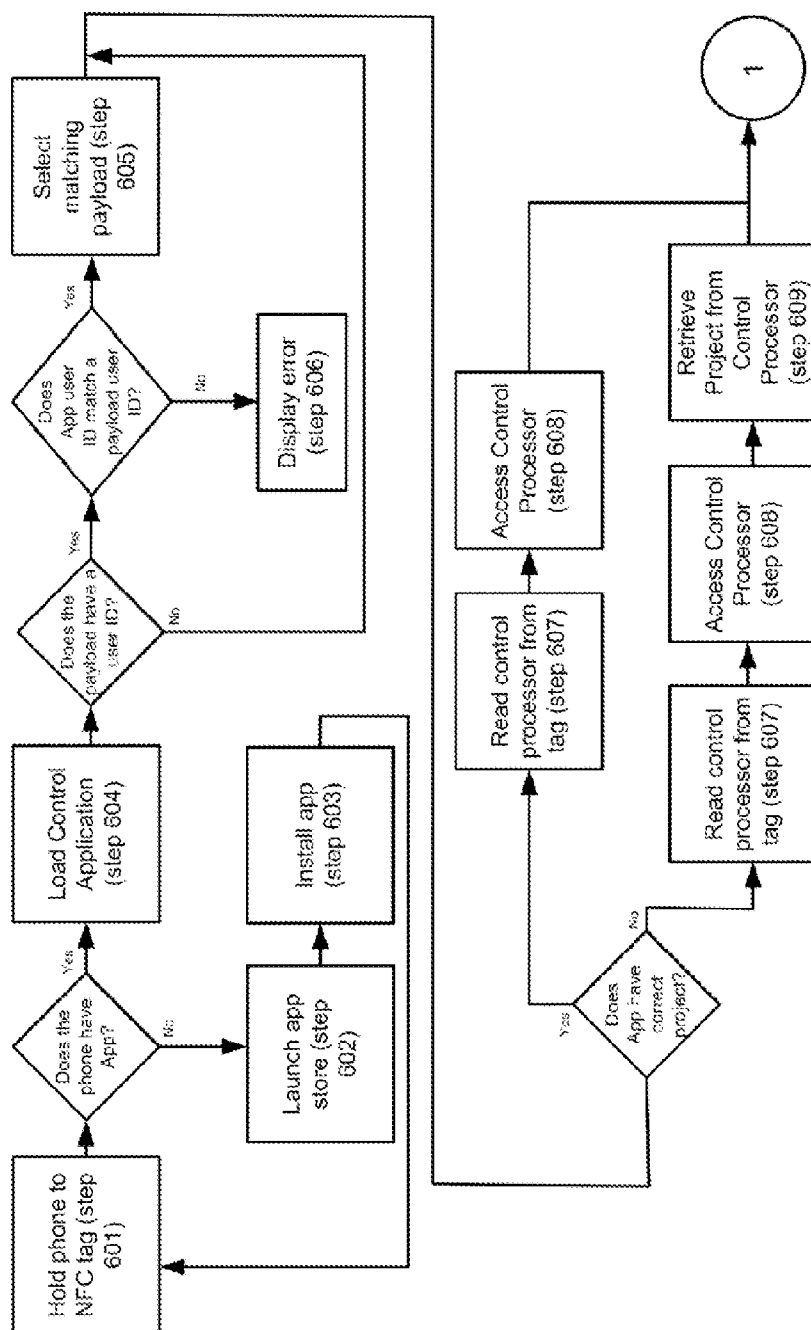 Hold phone to
NFC tag (step
601)
Does the
phone have
App?
Yes
No
Launch app
store (step
602)
Install app
(step 603)
Load Control
Application
(step 604)
Does the
payload have a
user ID?
Yes
No
Does
App user
ID match a
payload user
ID?
Yes
No
Display error
(step 606)
Select
matching
payload (step
605)
Does
App have
correct
project?
Yes
No
Read control
processor from
tag (step 607)
Access Control
Processor
(step 608)
Read control
processor from
tag (step 607)
Access Control
Processor
(step 608)
Retrieve
Project from
Control
Processor
(step 609)
1